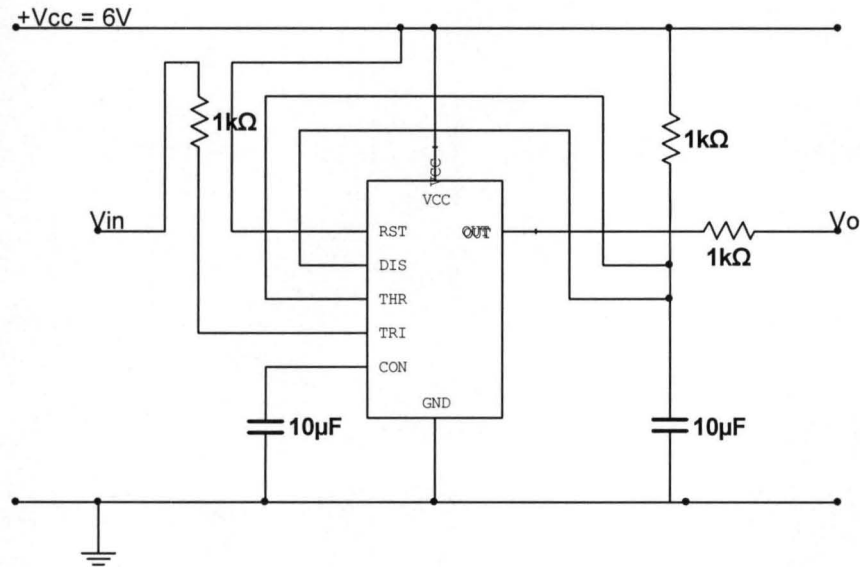 +Vcc = 6V
1kΩ
1kΩ
VCC
VCC
Vin
RST
OUT
Vo
1kΩ
DIS
THR
TRI
CON
GND
10µF
10µF